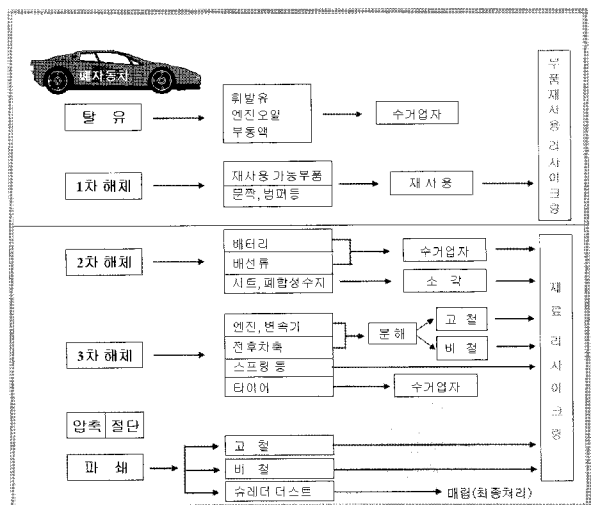 폐자동차
탈 유
휘발유
엔진오일
부동액
수거업자
1차 해체
재사용 가능부품
문짝, 범퍼등
재 사 용
부품재사용 리사이크링
2차 해체
배터리
배선류
시트, 폐합성수지
수거업자
소 각
3차 해체
엔진, 변속기
전후차축
스프링 등
타이어
분해
고 철
비 철
수거업자
재료 리사이크링
압축 절단
파 쇄
고 철
비 철
슈레더 더스트
매립(최종처리)